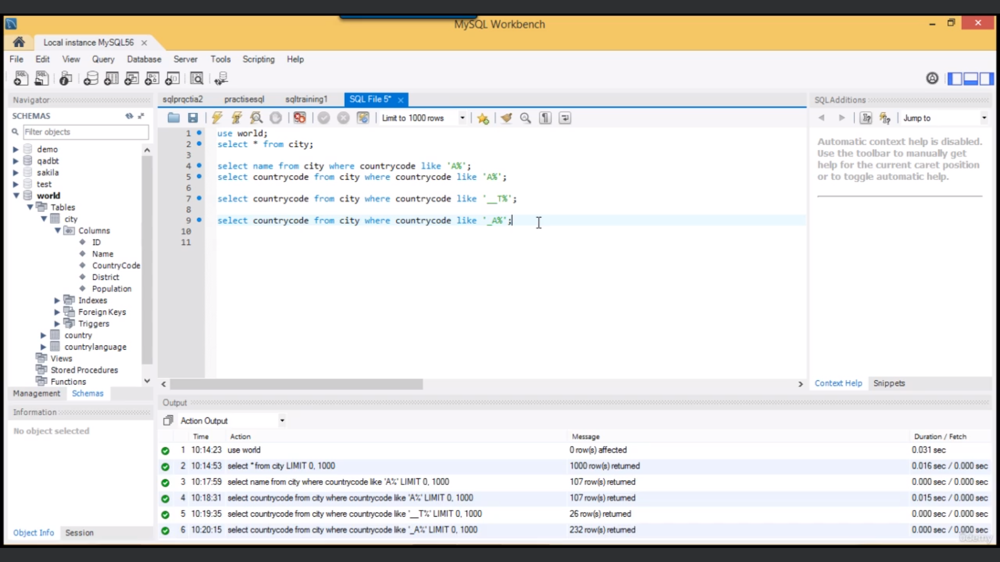 MySQL Workbench
Local instance MySQL56
File Edit View Query Database Server Tools Scripting Help
Navigator
SCHEMAS
Filter objects
demo
qadbt
sakila
test
world
Tables
city
Columns
ID
Name
CountryCode
District
Population
Indexes
Foreign Keys
Triggers
country
countrylanguage
Views
Stored Procedures
Functions
Management Schemas
Information
No object selected
Object Info Session
sqlprqctia2 practisesql sqltraining1 SQL File 5*
Limit to 1000 rows
1 use world;
2 select * from city;
3
4 select name from city where countrycode like 'A%';
5 select countrycode from city where countrycode like 'A%';
6
7 select countrycode from city where countrycode like '__T%';
8
9 select countrycode from city where countrycode like '_A%';
10
11
SQLAdditions
Jump to
Automatic context help is disabled.
Use the toolbar to manually get
help for the current caret position
or to toggle automatic help.
Context Help Snippets
Output
Action Output
Time Action Message Duration / Fetch
1 10:14:23 use world 0 row(s) affected 0.031 sec
2 10:14:53 select * from city LIMIT 0, 1000 1000 row(s) returned 0.016 sec / 0.000 sec
3 10:17:59 select name from city where countrycode like 'A%' LIMIT 0, 1000 107 row(s) returned 0.000 sec / 0.000 sec
4 10:18:31 select countrycode from city where countrycode like 'A%' LIMIT 0, 1000 107 row(s) returned 0.015 sec / 0.000 sec
5 10:19:35 select countrycode from city where countrycode like '__T%' LIMIT 0, 1000 26 row(s) returned 0.000 sec / 0.000 sec
6 10:20:15 select countrycode from city where countrycode like '_A%' LIMIT 0, 1000 232 row(s) returned 0.000 sec / 0.000 sec
udemy